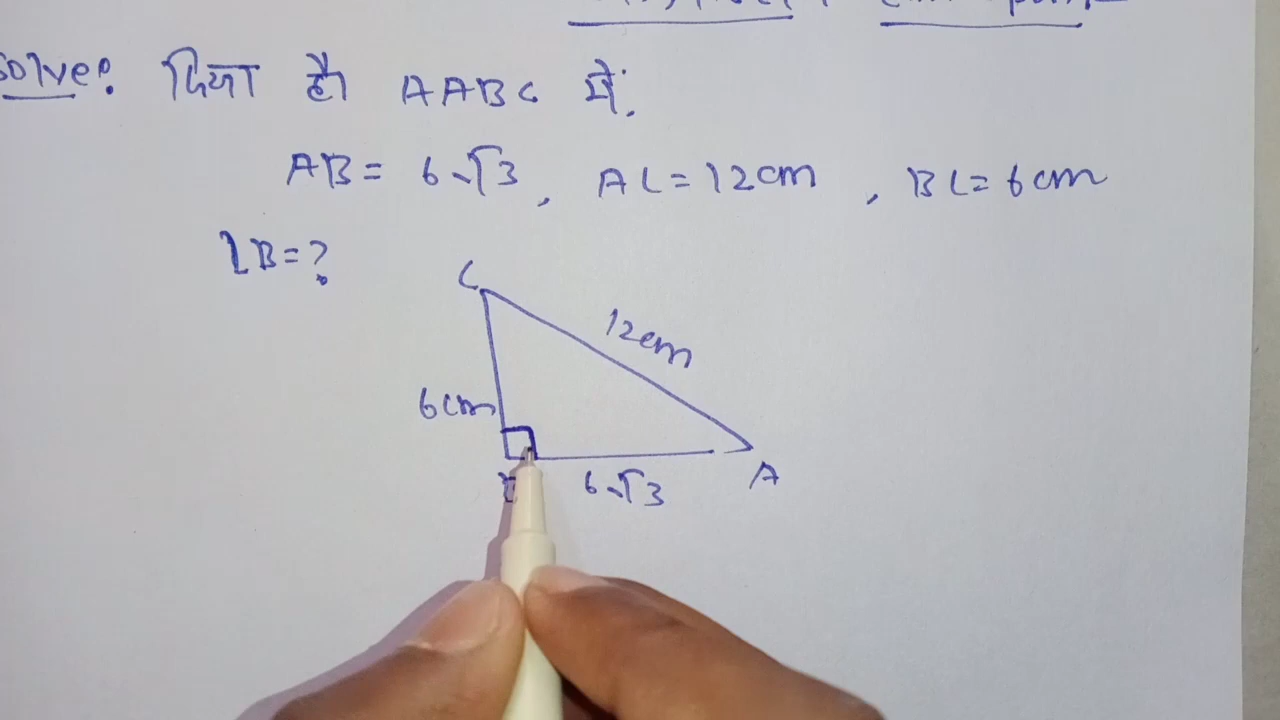 Solve: दिया है। ΔABC में.
AB = 6√3, AC = 12cm, BC = 6cm
∠B = ?
C
12cm
6cm
6√3
A